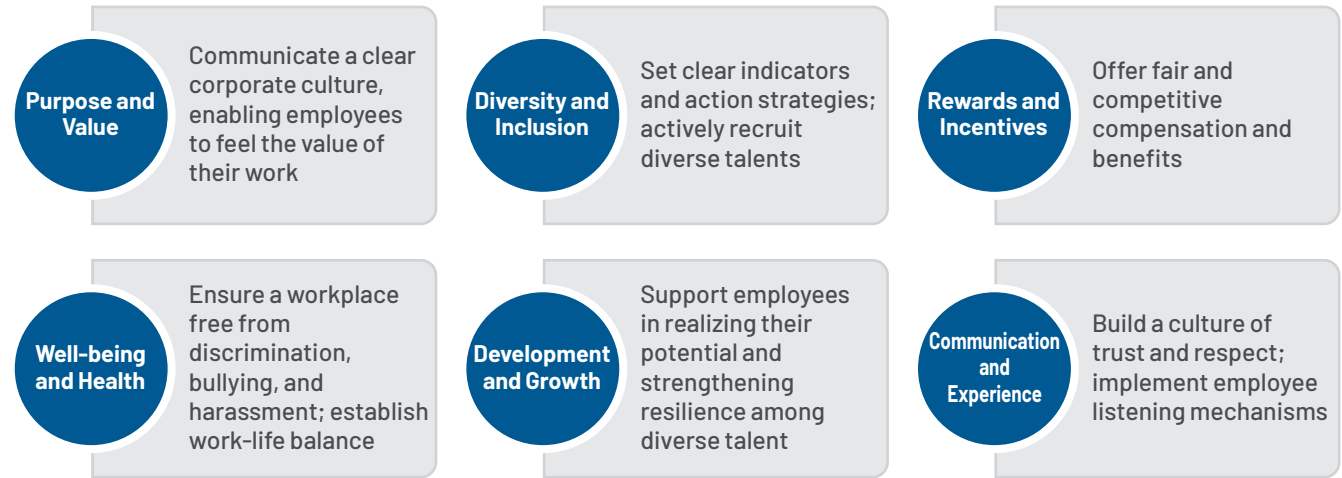 Purpose and
Value
Communicate a clear
corporate culture,
enabling employees
to feel the value of
their work
Diversity and
Inclusion
Set clear indicators
and action strategies;
actively recruit
diverse talents
Rewards and
Incentives
Offer fair and
competitive
compensation and
benefits
Well-being
and Health
Ensure a workplace
free from
discrimination,
bullying, and
harassment; establish
work-life balance
Development
and Growth
Support employees
in realizing their
potential and
strengthening
resilience among
diverse talent
Communication
and
Experience
Build a culture of
trust and respect;
implement employee
listening mechanisms